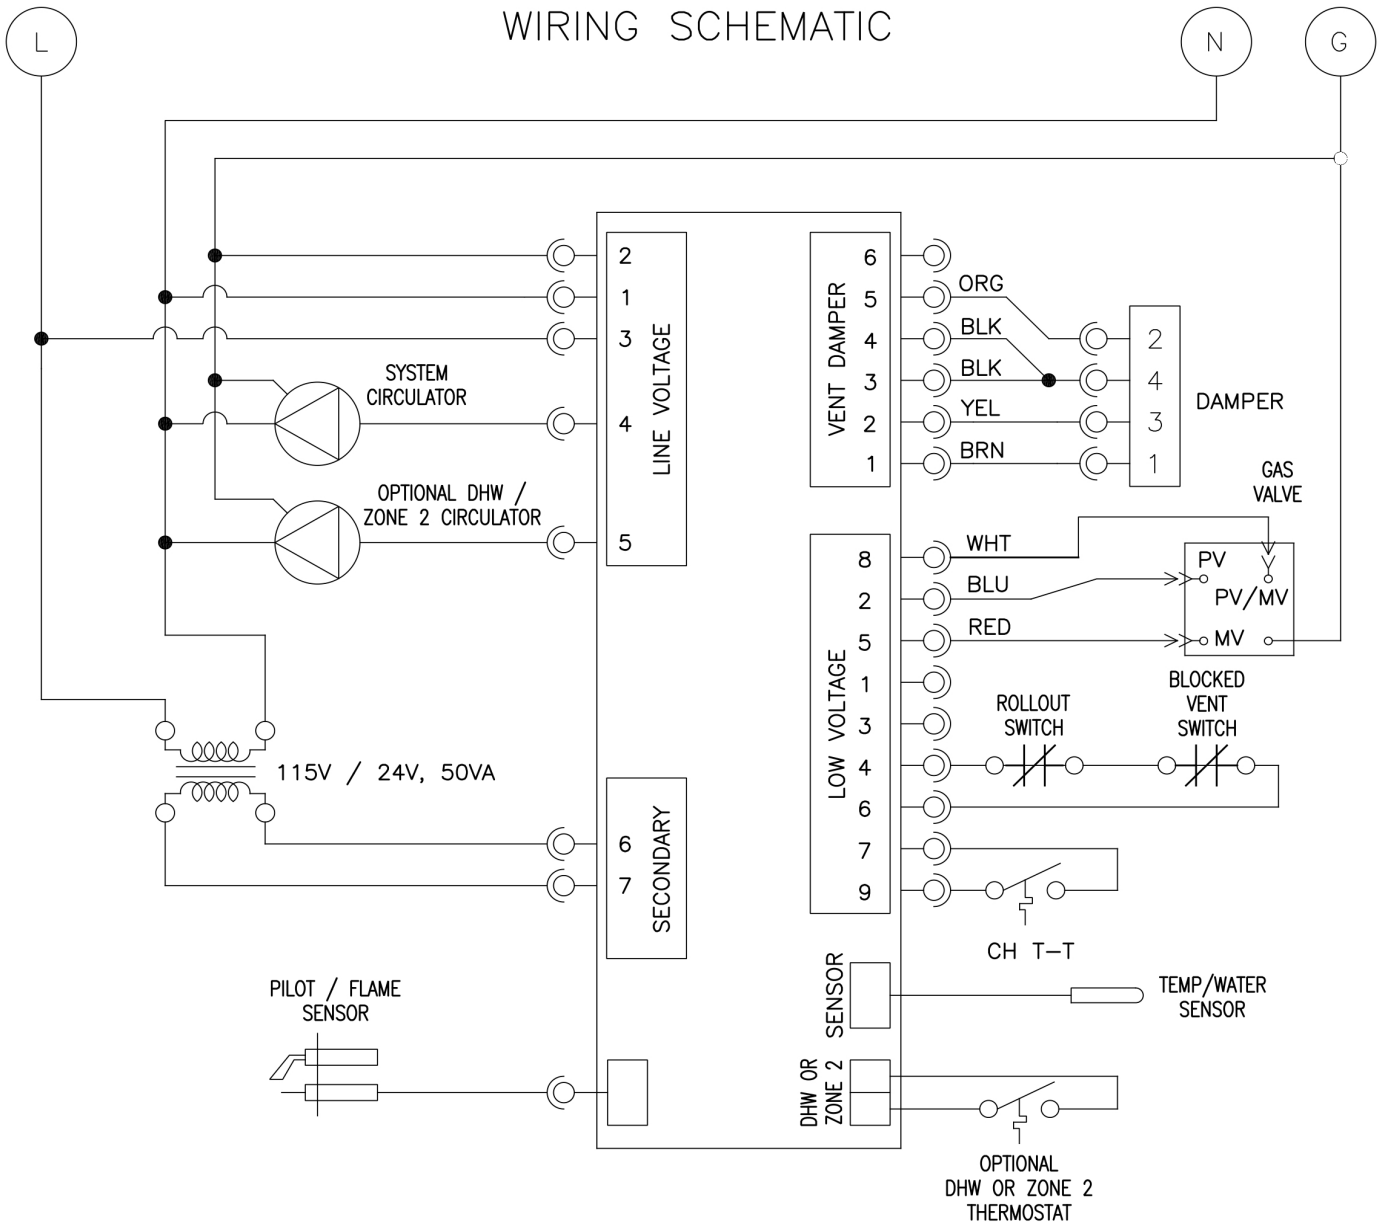 WIRING SCHEMATIC
L
N
G
2
1
3
4
5
LINE VOLTAGE
SYSTEM
CIRCULATOR
OPTIONAL DHW /
ZONE 2 CIRCULATOR
VENT DAMPER
6
5
4
3
2
1
ORG
BLK
BLK
YEL
BRN
2
4
3
1
DAMPER
GAS
VALVE
PV
PV/MV
MV
LOW VOLTAGE
8
2
5
1
3
4
6
7
9
WHT
BLU
RED
ROLLOUT
SWITCH
BLOCKED
VENT
SWITCH
115V / 24V, 50VA
6
7
SECONDARY
CH T-T
PILOT / FLAME
SENSOR
SENSOR
TEMP/WATER
SENSOR
DHW OR
ZONE 2
OPTIONAL
DHW OR ZONE 2
THERMOSTAT